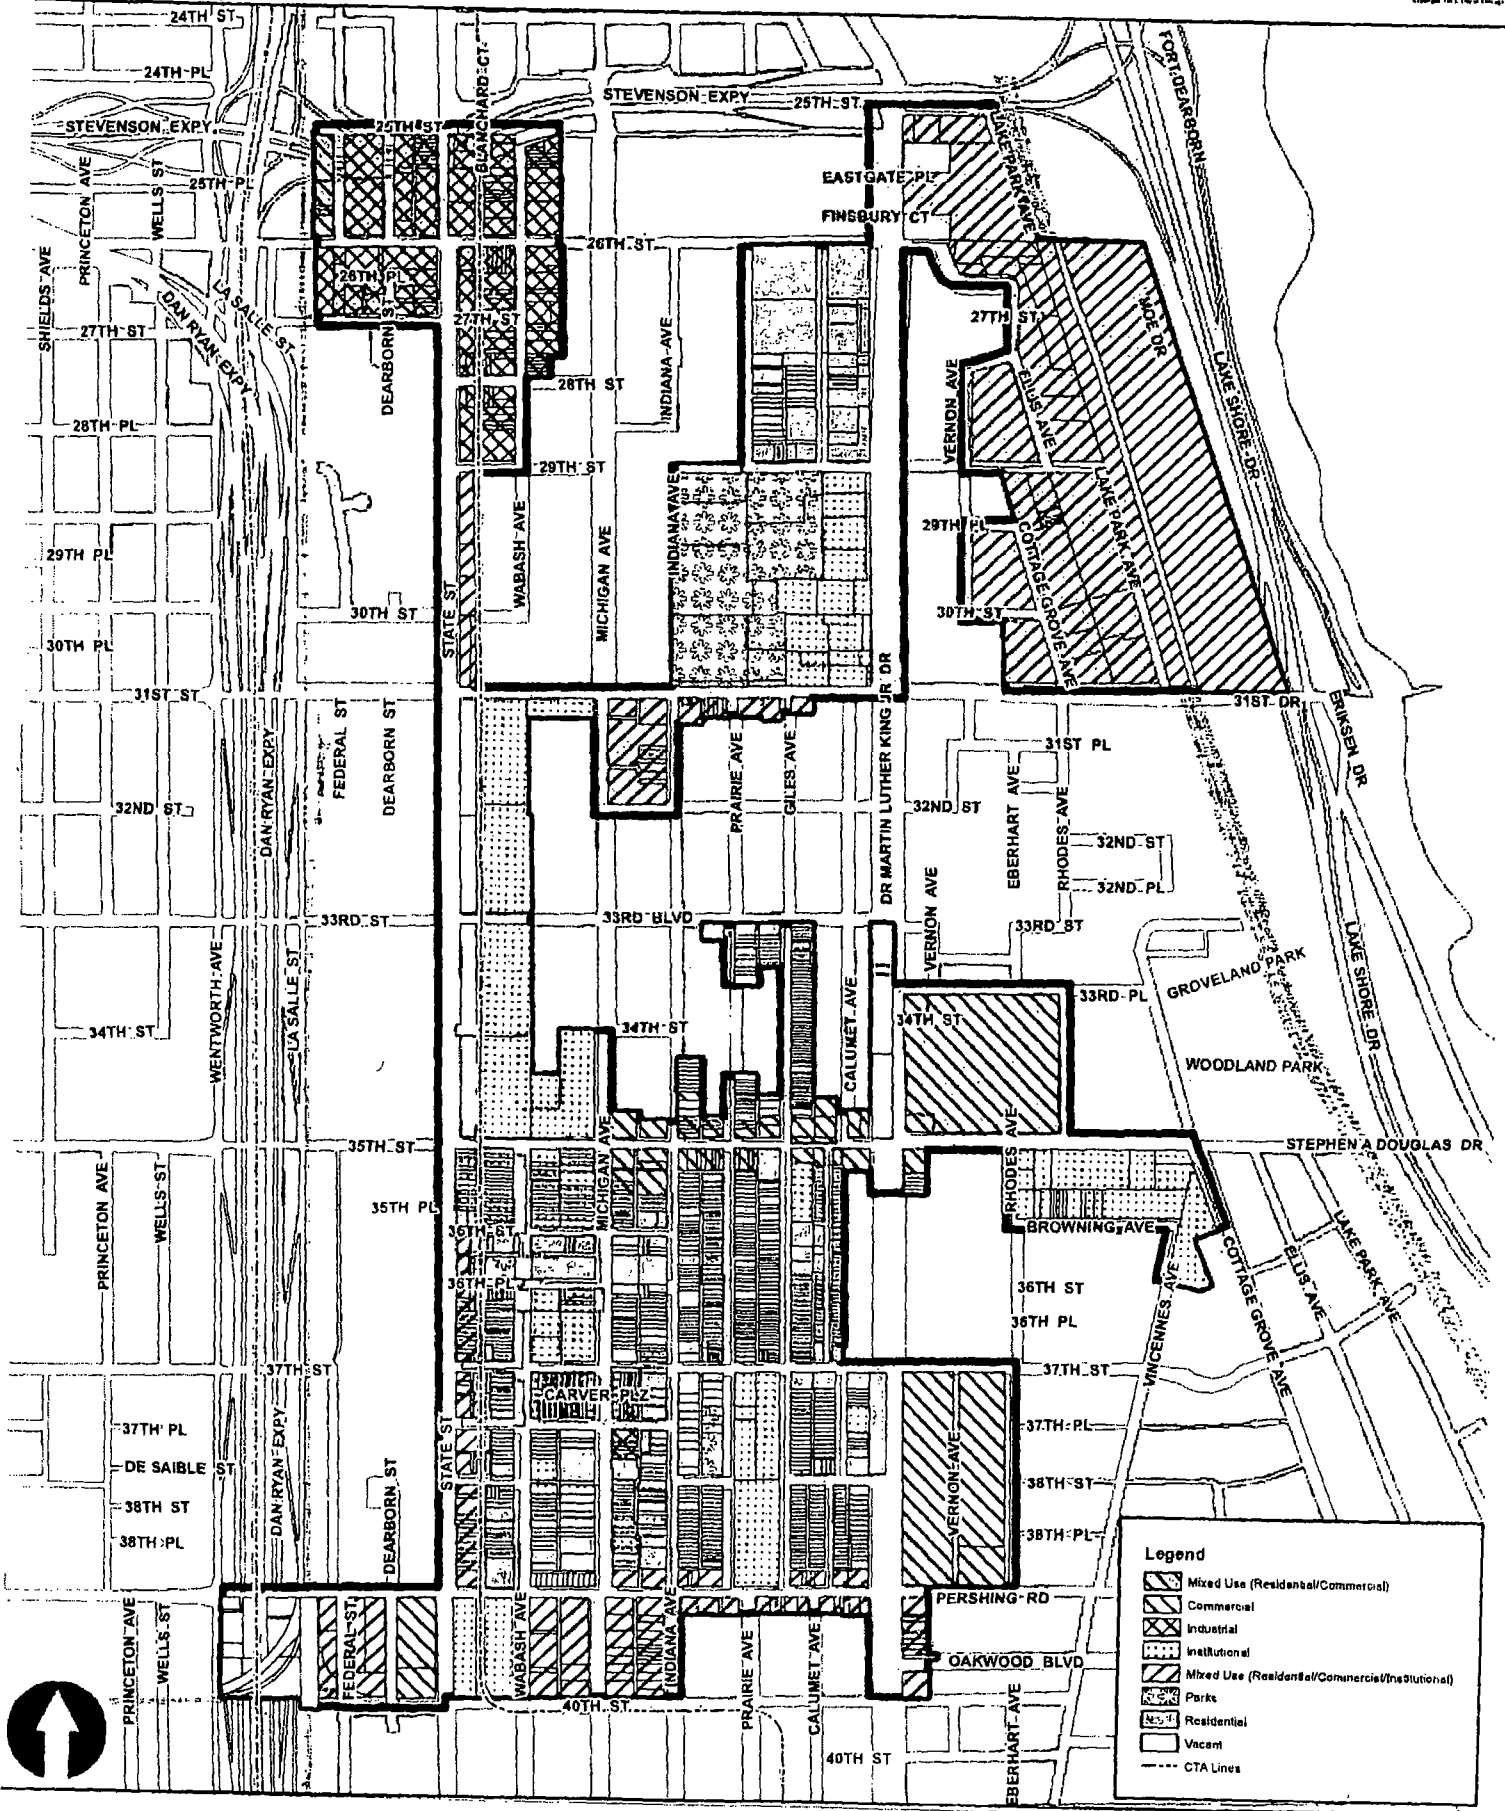 24TH ST
24TH PL
STEVENSON EXPY
25TH ST
FORT DEARBORN
STEVENSON EXPY
25TH ST
BLANCHARD CT
25TH PL
PRINCETON AVE
WELLS ST
EASTGATE PL
LAKE PARK AVE
FINSBURY CT
26TH ST
SHIELDS AVE
26TH PL
LA SALLE ST
DAN RYAN EXPY
27TH ST
27TH ST
27TH ST
MOE DR
LAKE SHORE DR
DEARBORN ST
28TH ST
INDIANA AVE
VERNON AVE
ELLIS AVE
28TH PL
29TH ST
LAKE PARK AVE
29TH PL
WABASH AVE
MICHIGAN AVE
INDIANA AVE
29TH PL
COTTAGE GROVE AVE
30TH ST
STATE ST
30TH ST
30TH PL
31ST ST
31ST DR
ERIKSEN DR
FEDERAL ST
DEARBORN ST
DAN RYAN EXPY
PRAIRIE AVE
GILES AVE
DR MARTIN LUTHER KING JR DR
31ST PL
EBERHART AVE
RHODES AVE
32ND ST
32ND ST
32ND ST
32ND PL
VERNON AVE
33RD ST
33RD BLVD
33RD ST
LAKE SHORE DR
WENTWORTH AVE
LA SALLE ST
CALUMET AVE
33RD PL
GROVELAND PARK
34TH ST
34TH ST
34TH ST
WOODLAND PARK
35TH ST
MICHIGAN AVE
RHODES AVE
STEPHEN A DOUGLAS DR
PRINCETON AVE
WELLS ST
35TH PL
36TH ST
BROWNING AVE
36TH PL
36TH ST
36TH PL
VINCENNES AVE
COTTAGE GROVE AVE
ELLIS AVE
LAKE PARK AVE
37TH ST
37TH ST
CARVER PLZ
37TH PL
37TH PL
STATE ST
DE SAIBLE ST
DAN RYAN EXPY
DEARBORN ST
VERNON AVE
38TH ST
38TH ST
38TH PL
38TH PL
PERSHING RD
PRINCETON AVE
WELLS ST
FEDERAL ST
WABASH AVE
INDIANA AVE
PRAIRIE AVE
CALUMET AVE
OAKWOOD BLVD
EBERHART AVE
40TH ST
40TH ST
Legend
Mixed Use (Residential/Commercial)
Commercial
Industrial
Institutional
Mixed Use (Residential/Commercial/Institutional)
Parks
Residential
Vacant
CTA Lines